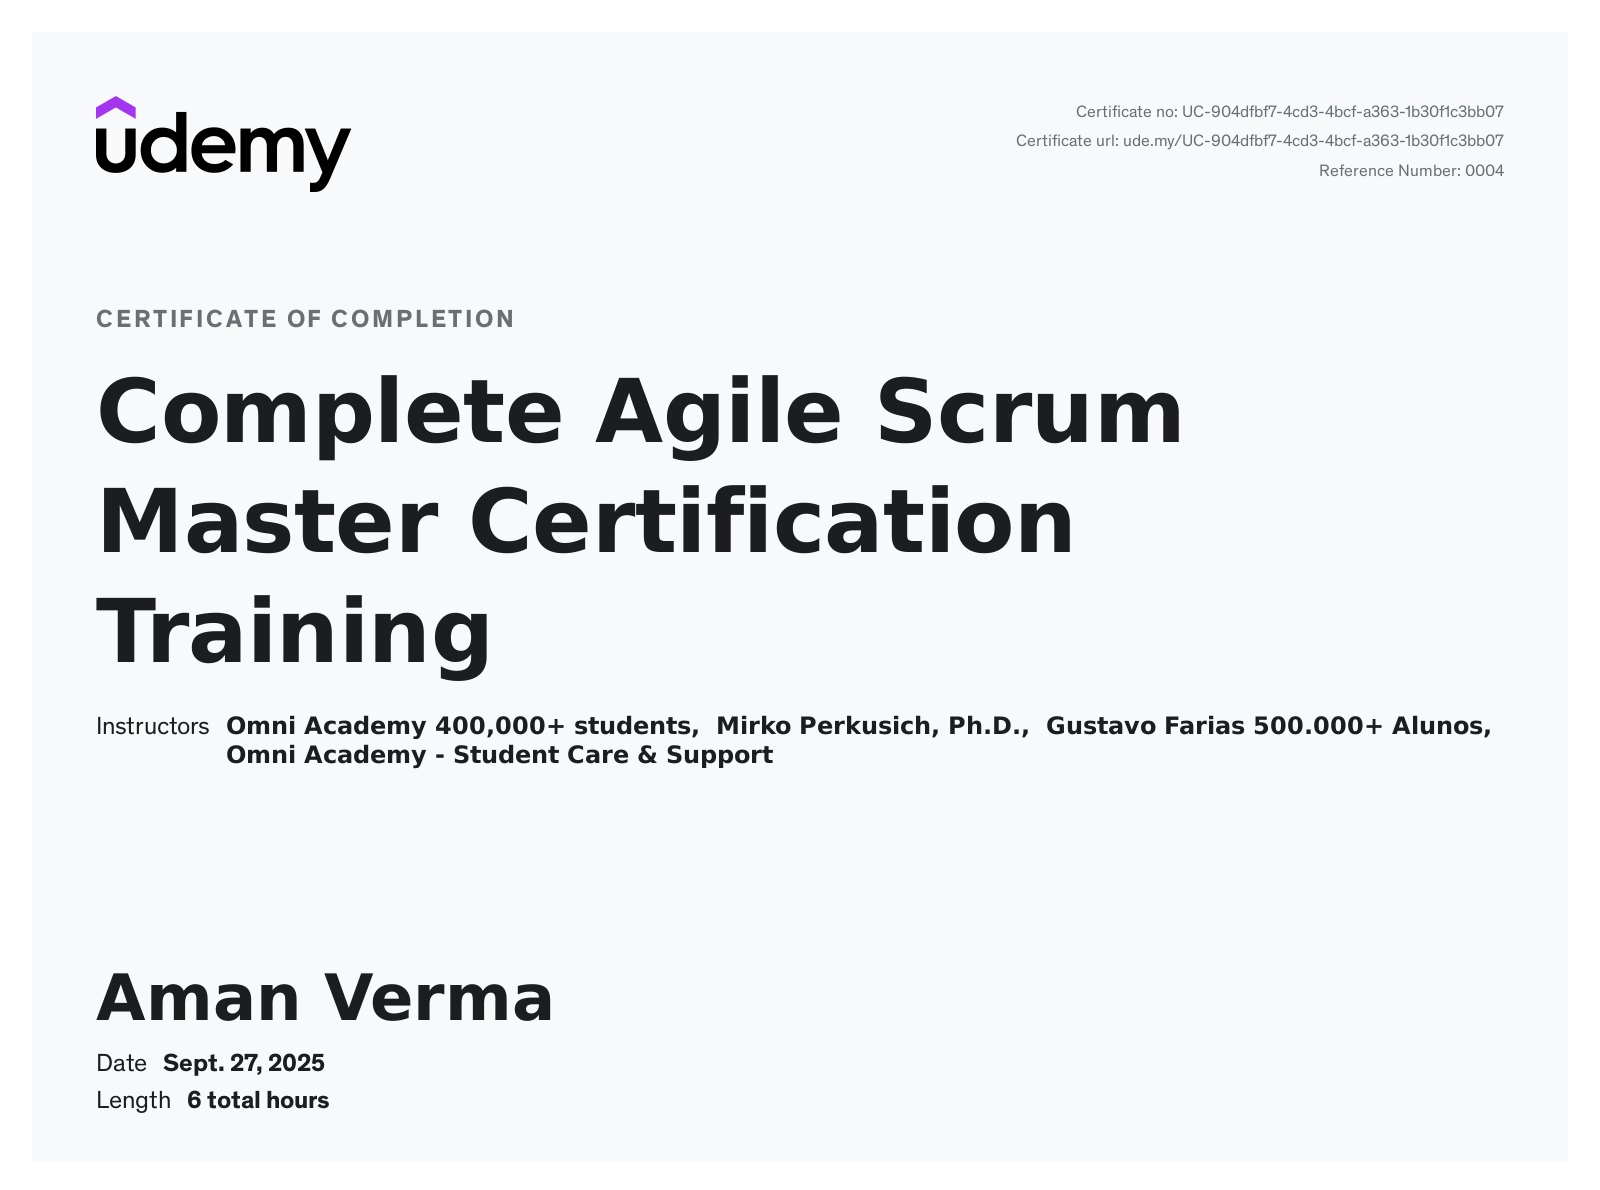 udemy
Certificate no: UC-904dfbf7-4cd3-4bcf-a363-1b30f1c3bb07
Certificate url: ude.my/UC-904dfbf7-4cd3-4bcf-a363-1b30f1c3bb07
Reference Number: 0004
CERTIFICATE OF COMPLETION
Complete Agile Scrum
Master Certification
Training
Instructors Omni Academy 400,000+ students, Mirko Perkusich, Ph.D., Gustavo Farias 500.000+ Alunos,
Omni Academy - Student Care & Support
Aman Verma
Date Sept. 27, 2025
Length 6 total hours